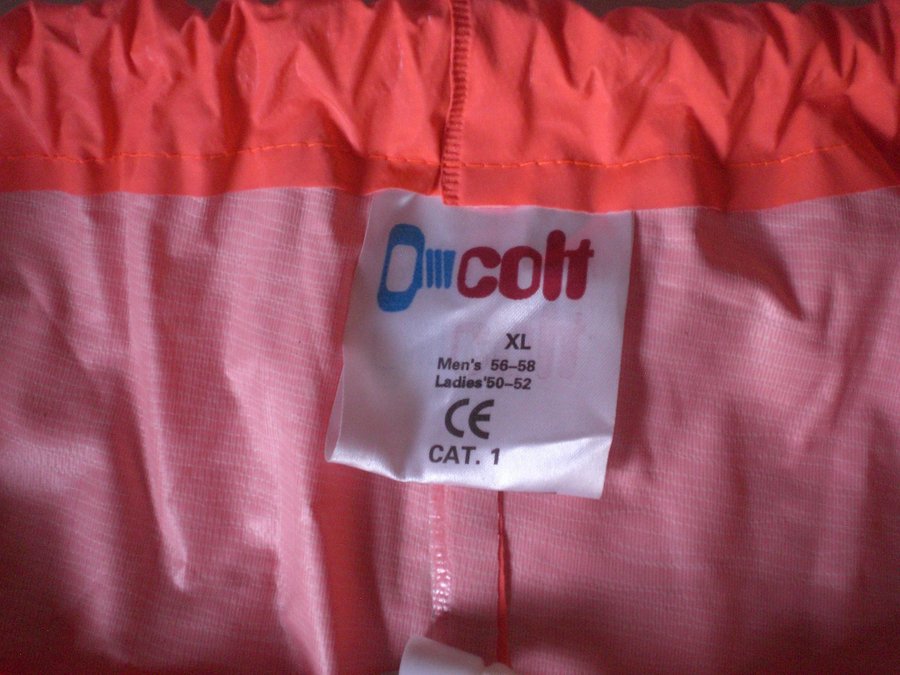 colt
XL
Men's 56–58
Ladies'50–52
CE
CAT. 1